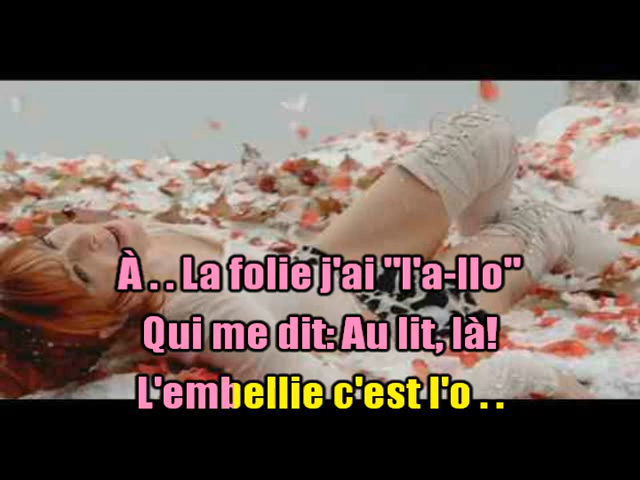 À . . La folie j'ai "l'a-llo"
Qui me dit: Au lit, là!
L'embellie c'est l'o . .